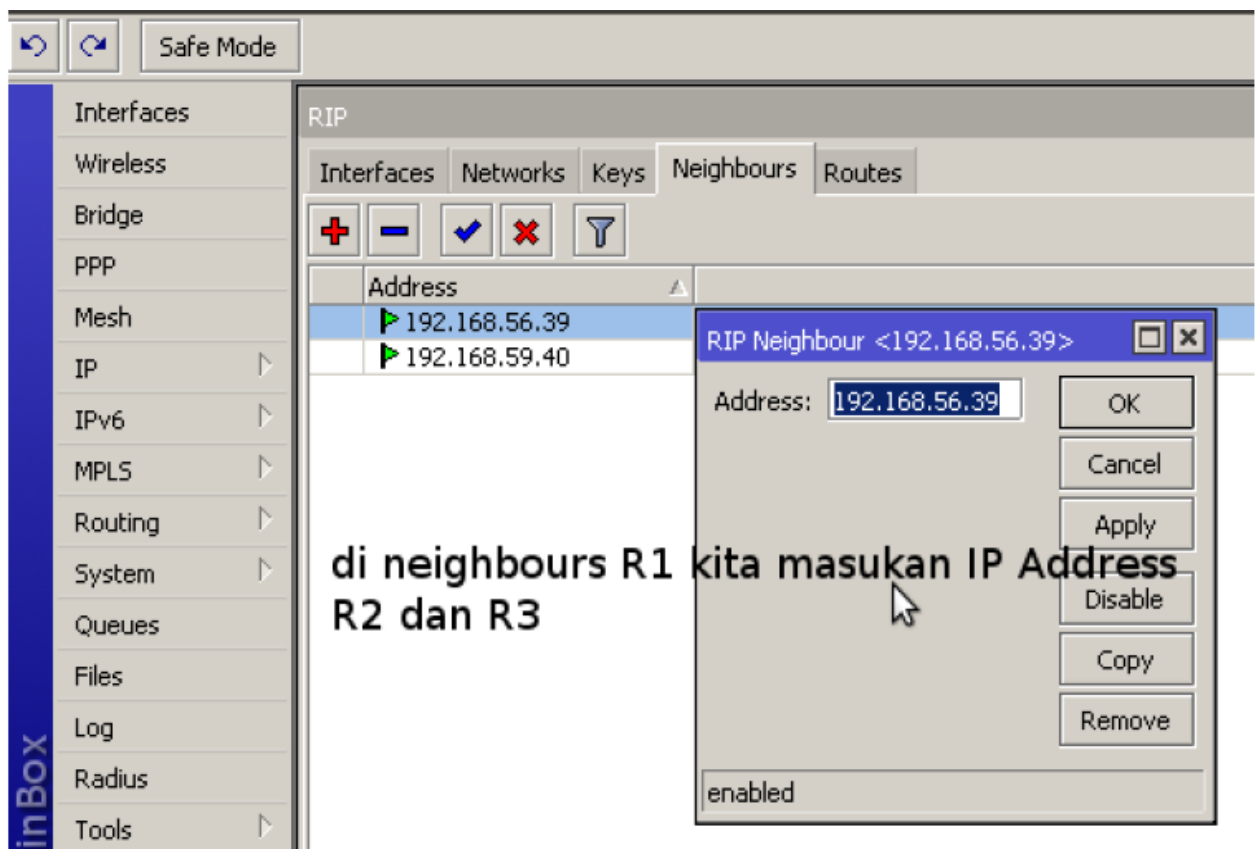 Safe Mode
Interfaces
Wireless
Bridge
PPP
Mesh
IP
IPv6
MPLS
Routing
System
Queues
Files
Log
Radius
Tools
inBox
RIP
Interfaces Networks Keys Neighbours Routes
Address
192.168.56.39
192.168.59.40
RIP Neighbour <192.168.56.39>
Address: 192.168.56.39
OK
Cancel
Apply
Disable
Copy
Remove
enabled
di neighbours R1 kita masukan IP Address
R2 dan R3